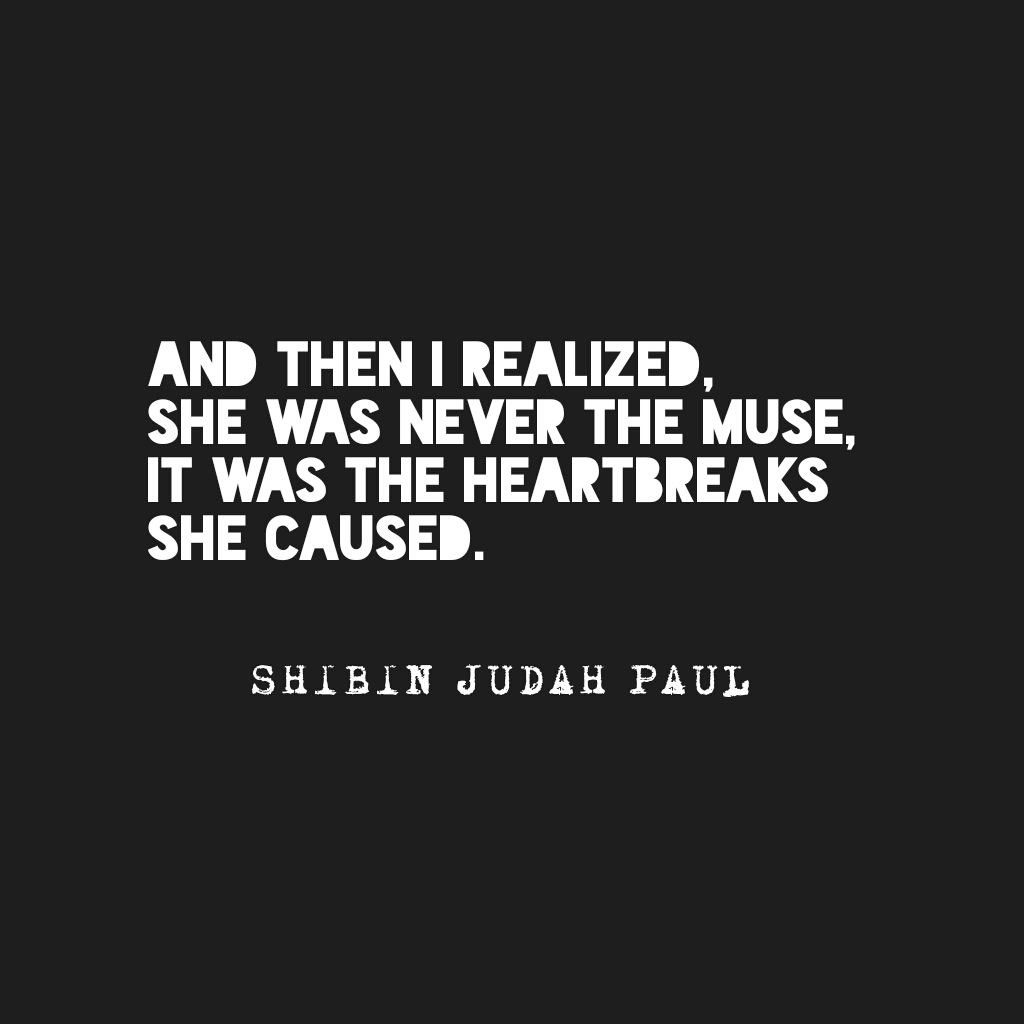 AND THEN I REALIZED,
SHE WAS NEVER THE MUSE,
IT WAS THE HEARTBREAKS
SHE CAUSED.
SHIBIN JUDAH PAUL